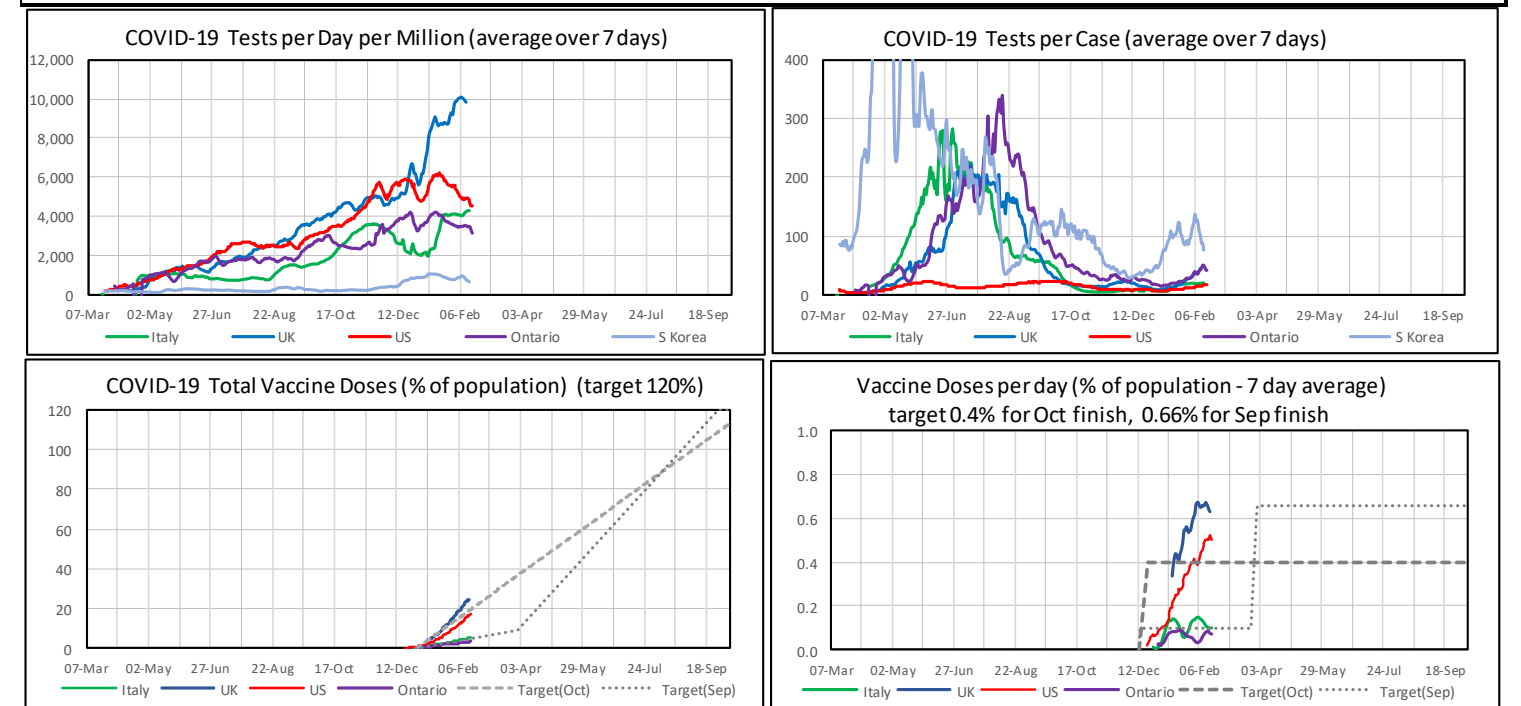 COVID-19 Tests per Day per Million (average over 7 days)
12,000
10,000
8,000
6,000
4,000
2,000
0
07-Mar 02-May 27-Jun 22-Aug 17-Oct 12-Dec 06-Feb 03-Apr 29-May 24-Jul 18-Sep
Italy UK US Ontario S Korea
COVID-19 Tests per Case (average over 7 days)
400
300
200
100
0
07-Mar 02-May 27-Jun 22-Aug 17-Oct 12-Dec 06-Feb 03-Apr 29-May 24-Jul 18-Sep
Italy UK US Ontario S Korea
COVID-19 Total Vaccine Doses (% of population) (target 120%)
120
100
80
60
40
20
0
07-Mar 02-May 27-Jun 22-Aug 17-Oct 12-Dec 06-Feb 03-Apr 29-May 24-Jul 18-Sep
Italy UK US Ontario Target(Oct) Target(Sep)
Vaccine Doses per day (% of population - 7 day average)
target 0.4% for Oct finish, 0.66% for Sep finish
1.0
0.8
0.6
0.4
0.2
0.0
07-Mar 02-May 27-Jun 22-Aug 17-Oct 12-Dec 06-Feb 03-Apr 29-May 24-Jul 18-Sep
Italy UK US Ontario Target(Oct) Target(Sep)